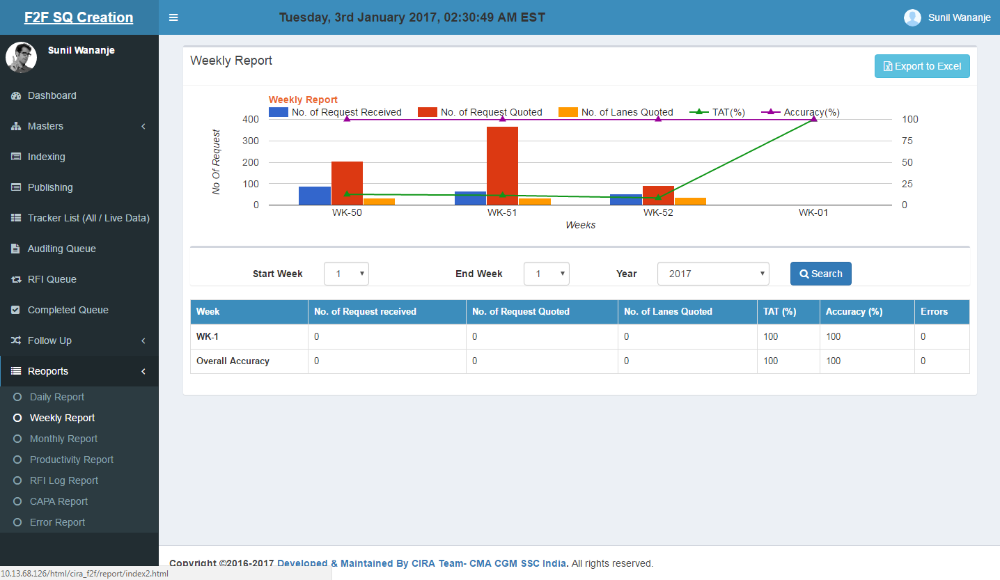 F2F SQ Creation
Tuesday, 3rd January 2017, 02:30:49 AM EST
Sunil Wananje
Sunil Wananje
Dashboard
Masters
Indexing
Publishing
Tracker List (All / Live Data)
Auditing Queue
RFI Queue
Completed Queue
Follow Up
Reoports
Daily Report
Weekly Report
Monthly Report
Productivity Report
RFI Log Report
CAPA Report
Error Report
Weekly Report
Export to Excel
Weekly Report
No. of Request Received No. of Request Quoted No. of Lanes Quoted TAT(%) Accuracy(%)
400 100
300 75
200 50
100 25
0 0
No Of Request
WK-50 WK-51 WK-52 WK-01
Weeks
Start Week 1 End Week 1 Year 2017 Search
Week No. of Request received No. of Request Quoted No. of Lanes Quoted TAT (%) Accuracy (%) Errors
WK-1 0 0 0 100 100 0
Overall Accuracy 0 0 0 100 100 0
Copyright ©2016-2017 Developed & Maintained By CIRA Team- CMA CGM SSC India. All rights reserved.
10.13.68.126/html/cira_f2f/report/index2.html